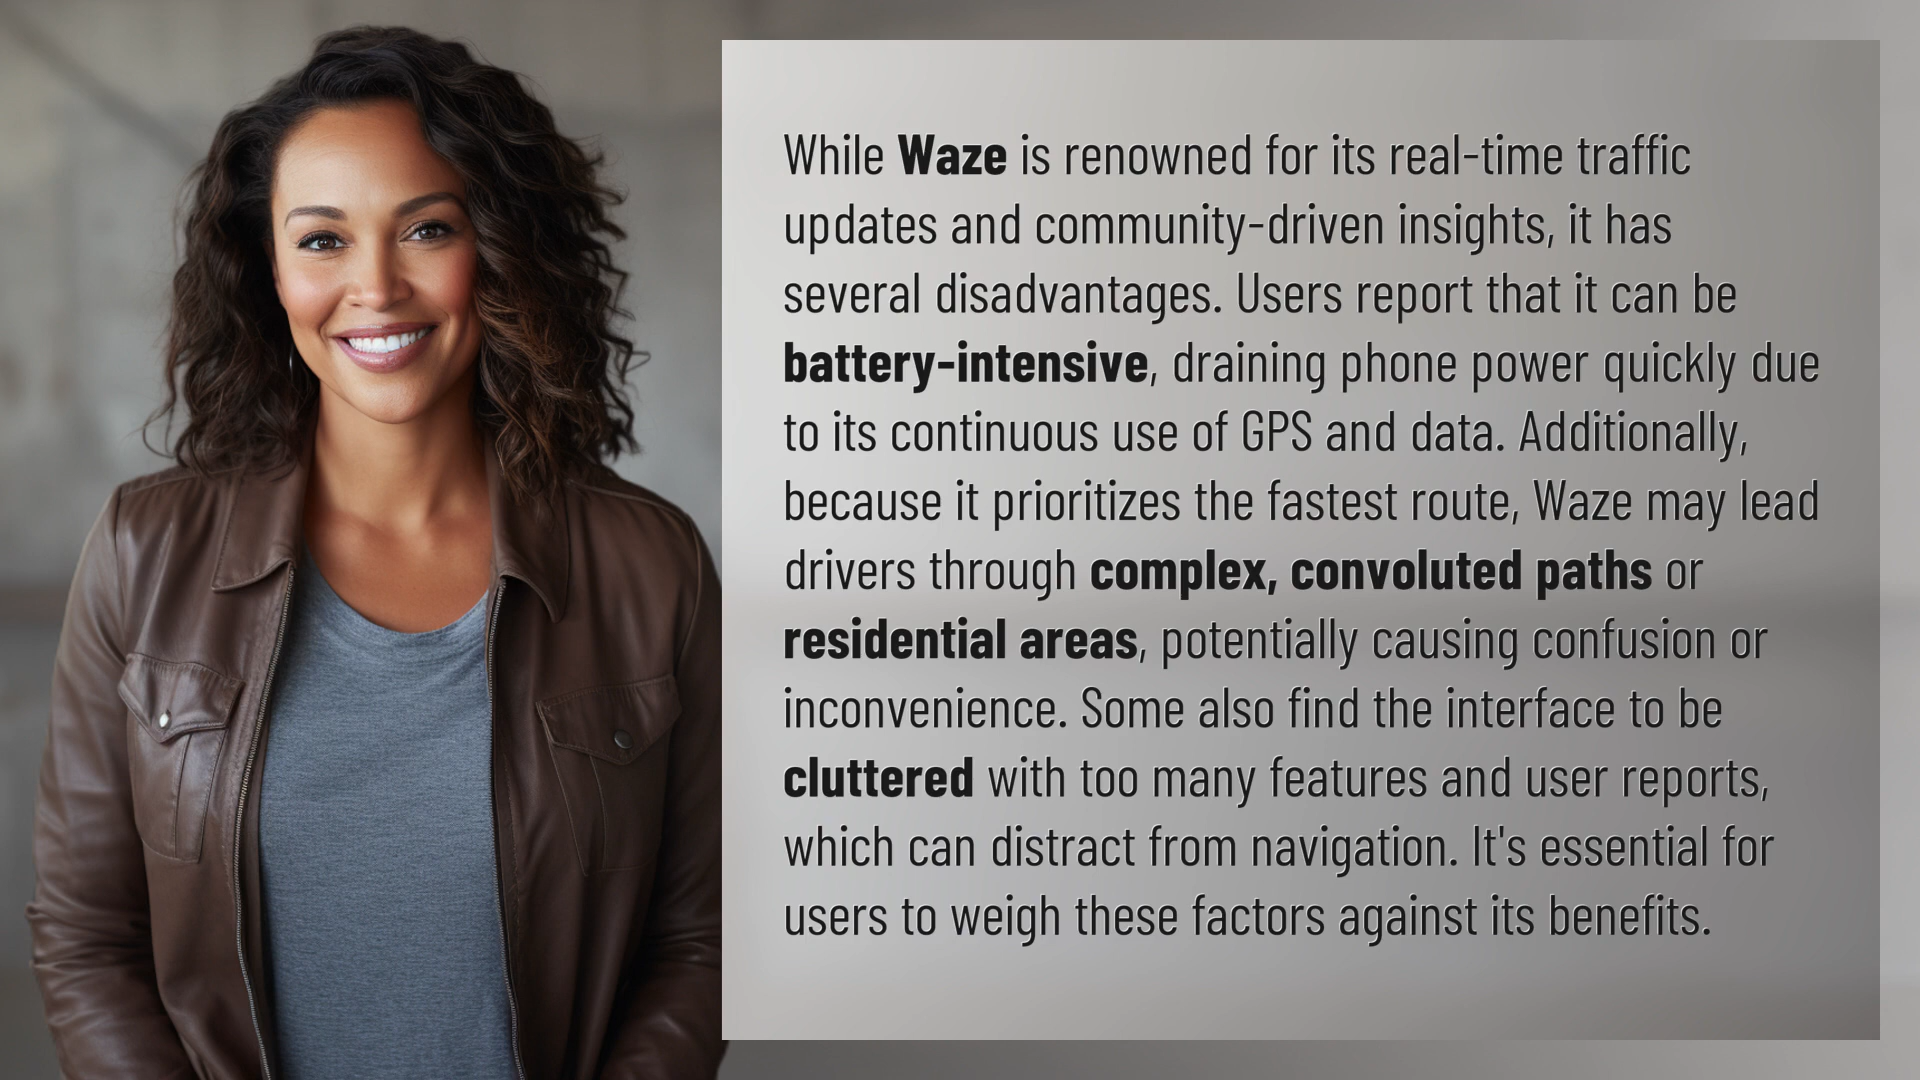 While Waze is renowned for its real-time traffic
updates and community-driven insights, it has
several disadvantages. Users report that it can be
battery-intensive, draining phone power quickly due
to its continuous use of GPS and data. Additionally,
because it prioritizes the fastest route, Waze may lead
drivers through complex, convoluted paths or
residential areas, potentially causing confusion or
inconvenience. Some also find the interface to be
cluttered with too many features and user reports,
which can distract from navigation. It's essential for
users to weigh these factors against its benefits.